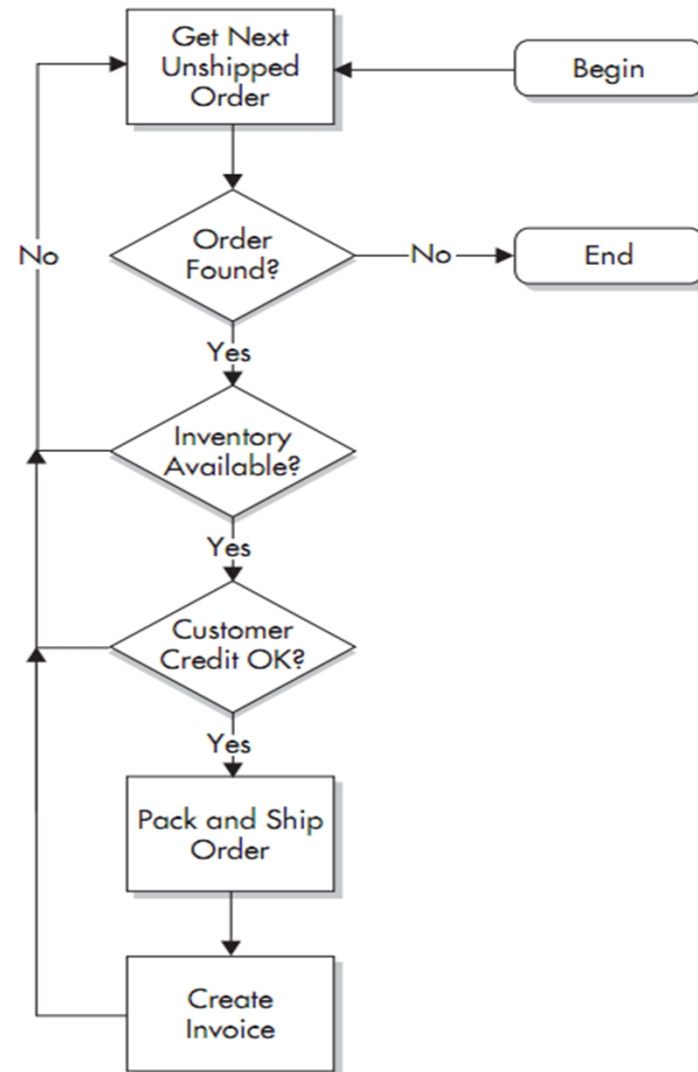 Get Next
Unshipped
Order
Begin
Order
Found?
No
End
No
Yes
Inventory
Available?
Yes
Customer
Credit OK?
Yes
Pack and Ship
Order
Create
Invoice